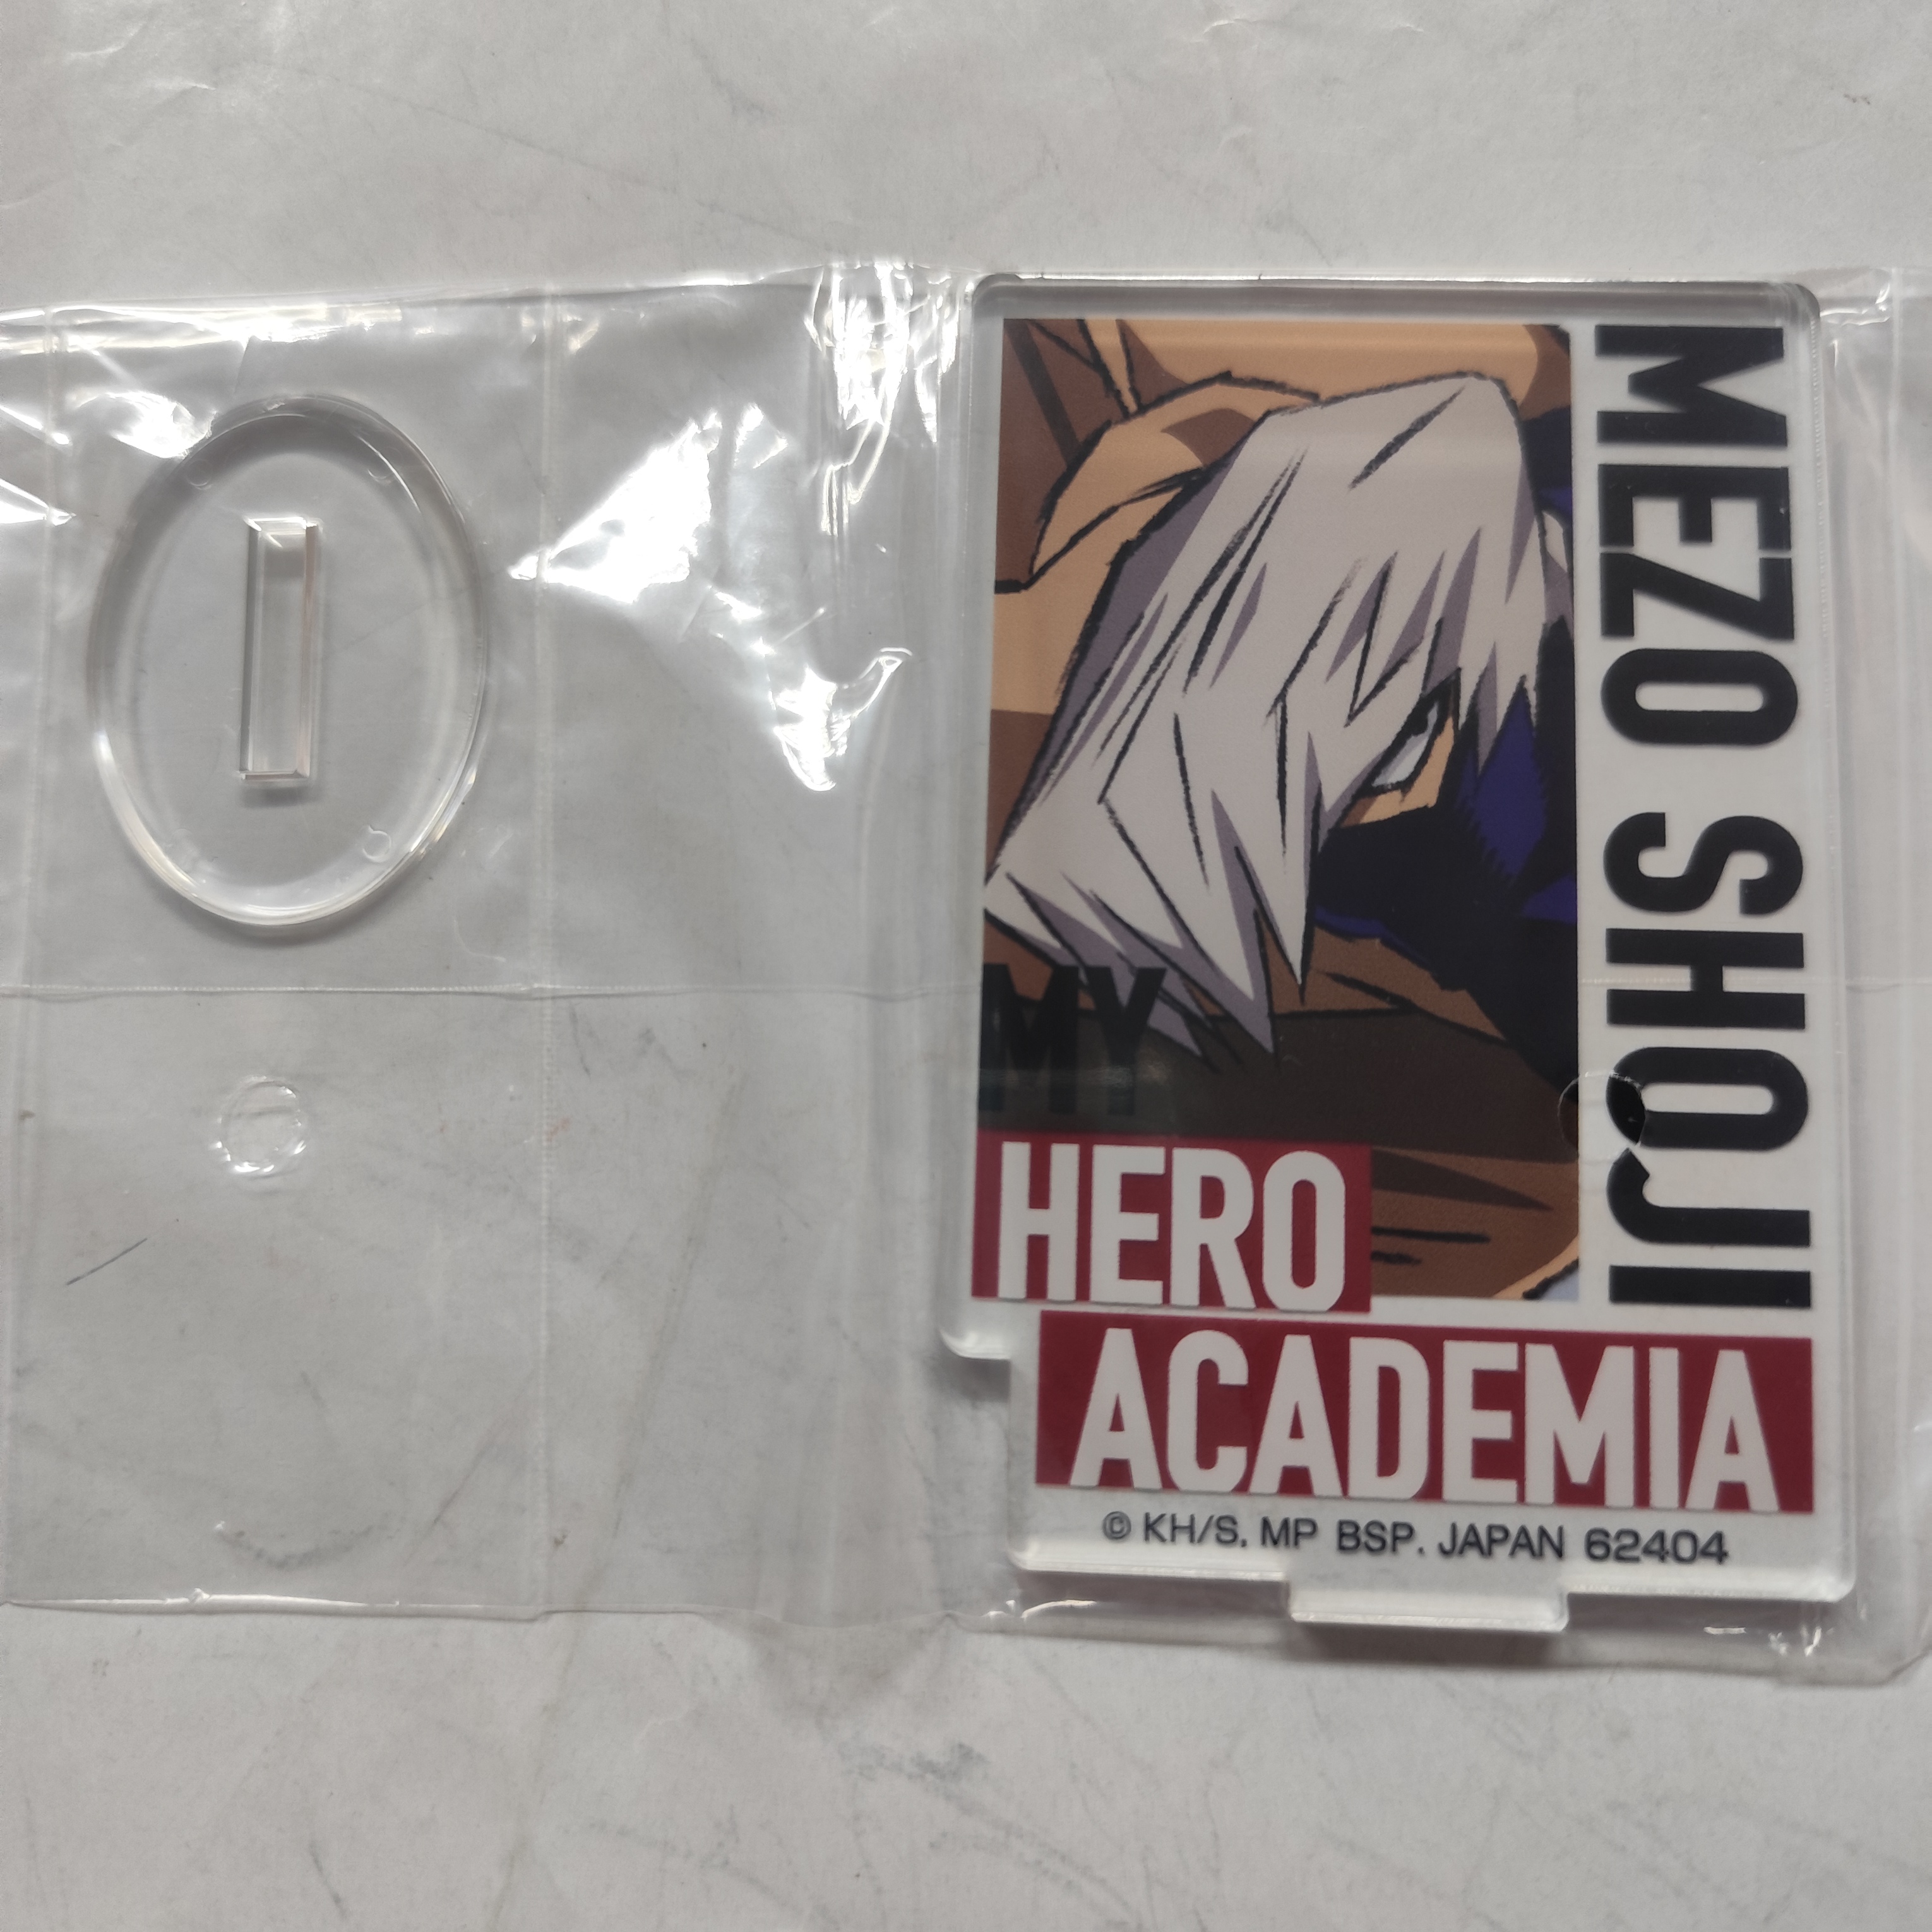 MEZO SHOJI
MY
HERO
ACADEMIA
© KH/S, MP BSP. JAPAN 62404